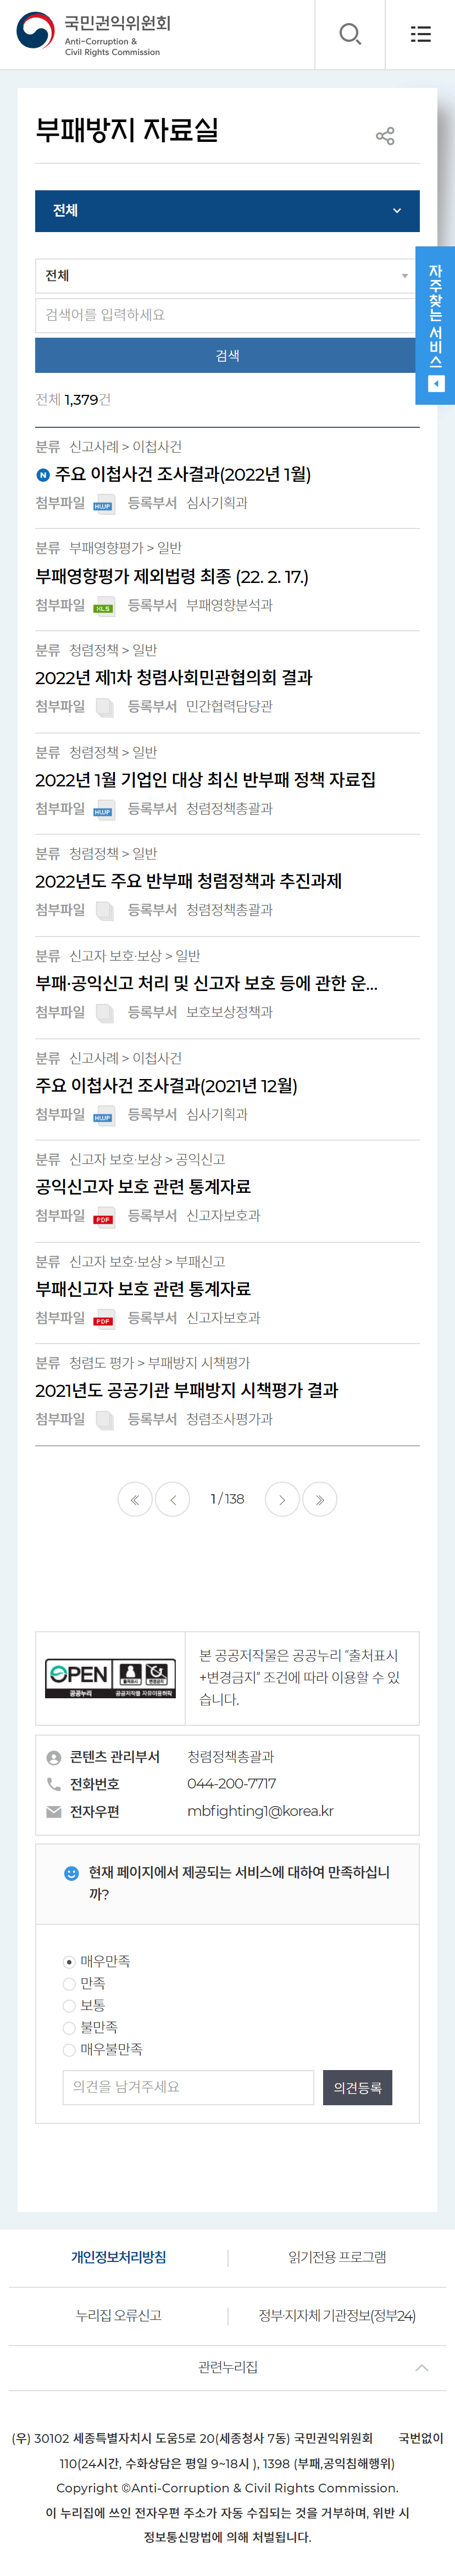 국민권익위원회
Anti-Corruption &
Civil Rights Commission
부패방지 자료실
전체
전체
검색어를 입력하세요
검색
자주찾는 서비스
전체 1,379건
분류 신고사례 > 이첩사건
N 주요 이첩사건 조사결과(2022년 1월)
첨부파일 HWP 등록부서 심사기획과
분류 부패영향평가 > 일반
부패영향평가 제외법령 최종 (22. 2. 17.)
첨부파일 XLS 등록부서 부패영향분석과
분류 청렴정책 > 일반
2022년 제1차 청렴사회민관협의회 결과
첨부파일 등록부서 민간협력담당관
분류 청렴정책 > 일반
2022년 1월 기업인 대상 최신 반부패 정책 자료집
첨부파일 HWP 등록부서 청렴정책총괄과
분류 청렴정책 > 일반
2022년도 주요 반부패 청렴정책과 추진과제
첨부파일 등록부서 청렴정책총괄과
분류 신고자 보호·보상 > 일반
부패·공익신고 처리 및 신고자 보호 등에 관한 운...
첨부파일 등록부서 보호보상정책과
분류 신고사례 > 이첩사건
주요 이첩사건 조사결과(2021년 12월)
첨부파일 HWP 등록부서 심사기획과
분류 신고자 보호·보상 > 공익신고
공익신고자 보호 관련 통계자료
첨부파일 PDF 등록부서 신고자보호과
분류 신고자 보호·보상 > 부패신고
부패신고자 보호 관련 통계자료
첨부파일 PDF 등록부서 신고자보호과
분류 청렴도 평가 > 부패방지 시책평가
2021년도 공공기관 부패방지 시책평가 결과
첨부파일 등록부서 청렴조사평가과
1 / 138
OPEN 출처표시 변경금지
공공누리 공공저작물 자유이용허락
본 공공저작물은 공공누리 “출처표시
+변경금지” 조건에 따라 이용할 수 있
습니다.
콘텐츠 관리부서 청렴정책총괄과
전화번호 044-200-7717
전자우편 mbfighting1@korea.kr
현재 페이지에서 제공되는 서비스에 대하여 만족하십니
까?
매우만족
만족
보통
불만족
매우불만족
의견을 남겨주세요 의견등록
개인정보처리방침 읽기전용 프로그램
누리집 오류신고 정부·지자체 기관정보(정부24)
관련누리집
(우) 30102 세종특별자치시 도움5로 20(세종청사 7동) 국민권익위원회 국번없이
110(24시간, 수화상담은 평일 9~18시 ), 1398 (부패,공익침해행위)
Copyright ©Anti-Corruption & Civil Rights Commission.
이 누리집에 쓰인 전자우편 주소가 자동 수집되는 것을 거부하며, 위반 시
정보통신망법에 의해 처벌됩니다.